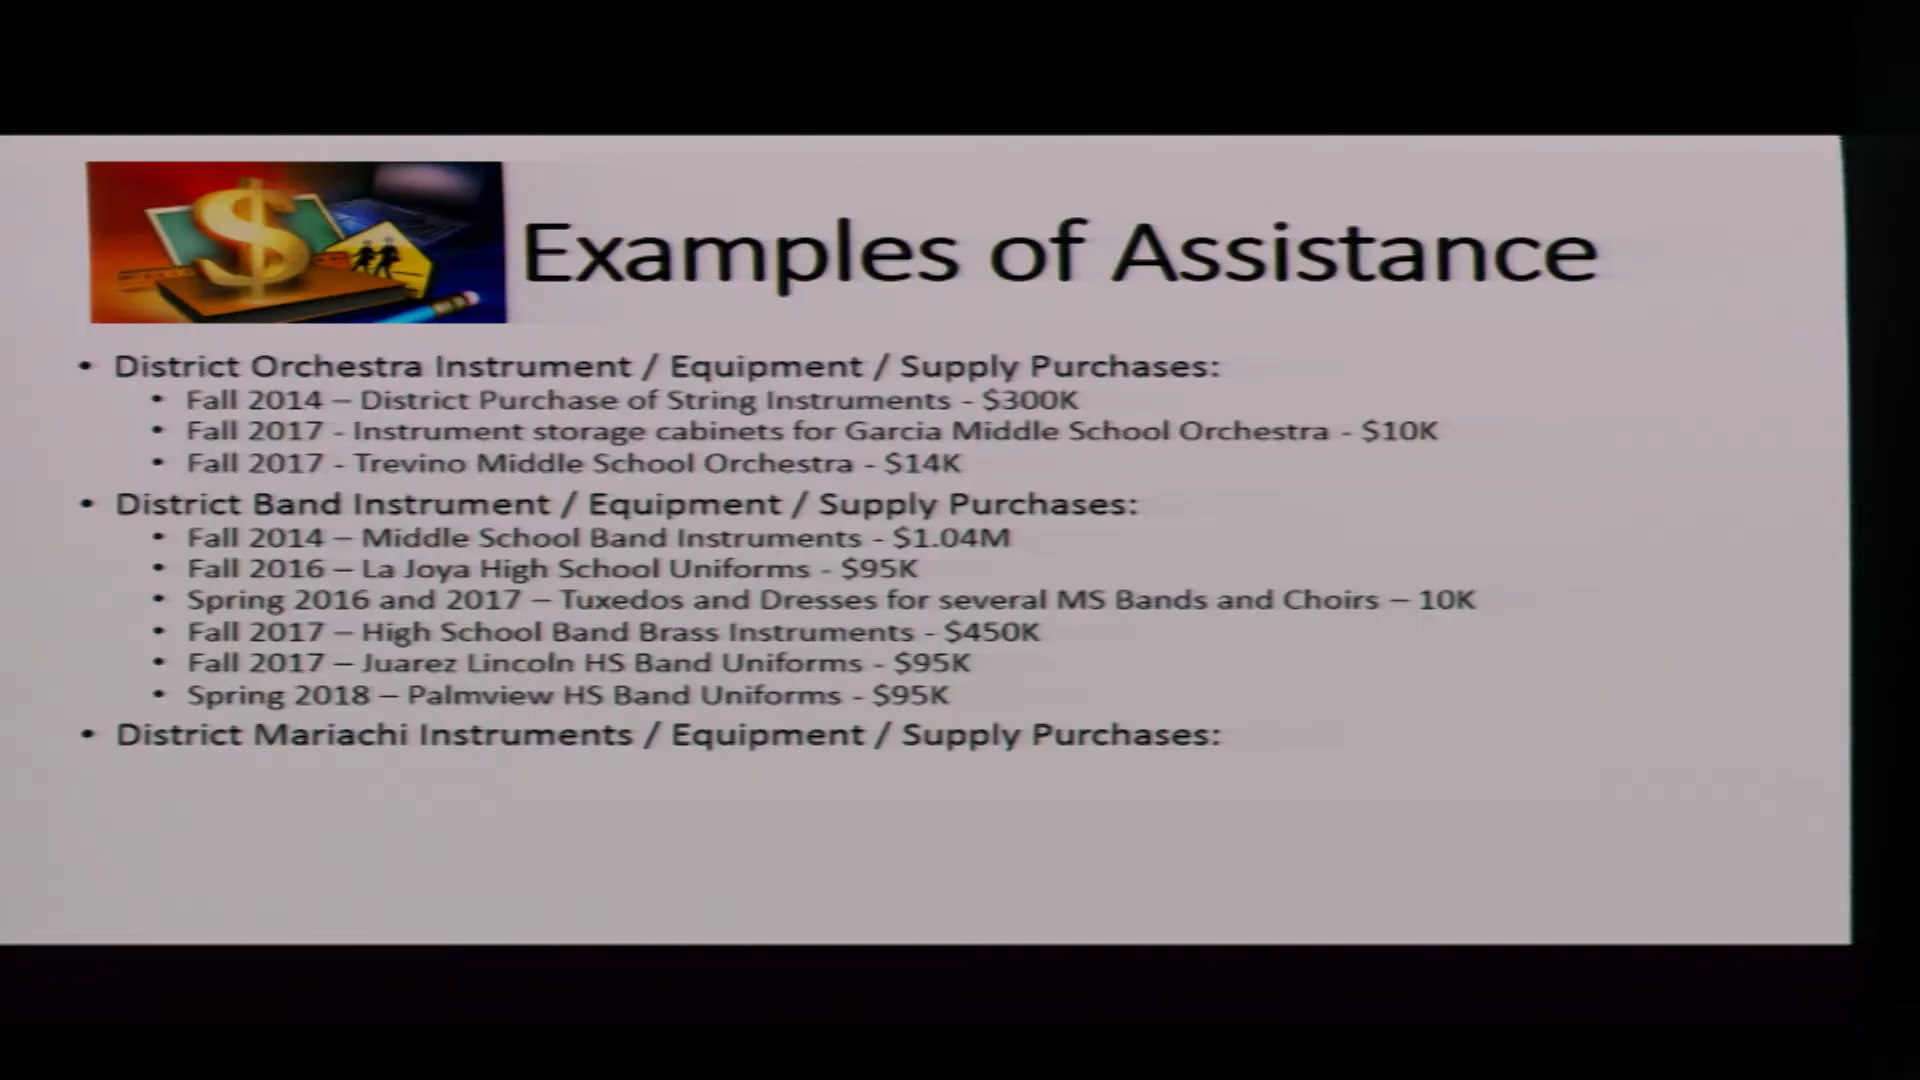 Examples of Assistance
• District Orchestra Instrument / Equipment / Supply Purchases:
• Fall 2014 – District Purchase of String Instruments - $300K
• Fall 2017 - Instrument storage cabinets for Garcia Middle School Orchestra - $10K
• Fall 2017 - Trevino Middle School Orchestra - $14K
• District Band Instrument / Equipment / Supply Purchases:
• Fall 2014 – Middle School Band Instruments - $1.04M
• Fall 2016 – La Joya High School Uniforms - $95K
• Spring 2016 and 2017 – Tuxedos and Dresses for several MS Bands and Choirs – 10K
• Fall 2017 – High School Band Brass Instruments - $450K
• Fall 2017 – Juarez Lincoln HS Band Uniforms - $95K
• Spring 2018 – Palmview HS Band Uniforms - $95K
• District Mariachi Instruments / Equipment / Supply Purchases: